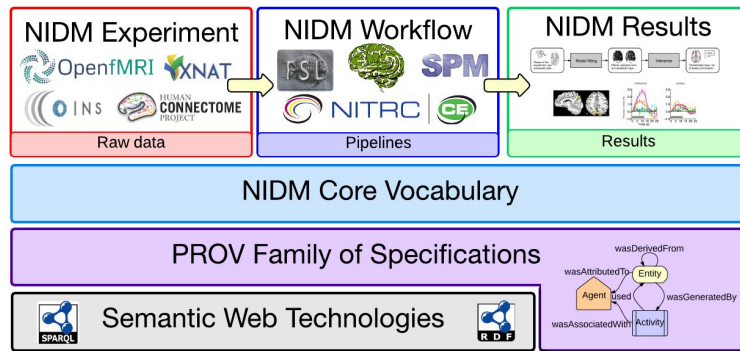 NIDM Experiment
OpenfMRI
XNAT
COINS
HUMAN
CONNECTOME
PROJECT
Raw data
NIDM Workflow
FSL
SPM
NITRC
CE
Pipelines
NIDM Results
Model fitting
Inference
Results
NIDM Core Vocabulary
PROV Family of Specifications
wasDerivedFrom
wasAttributedTo
Entity
Agent
used
wasGeneratedBy
wasAssociatedWith
Activity
Semantic Web Technologies
SPARQL
RDF